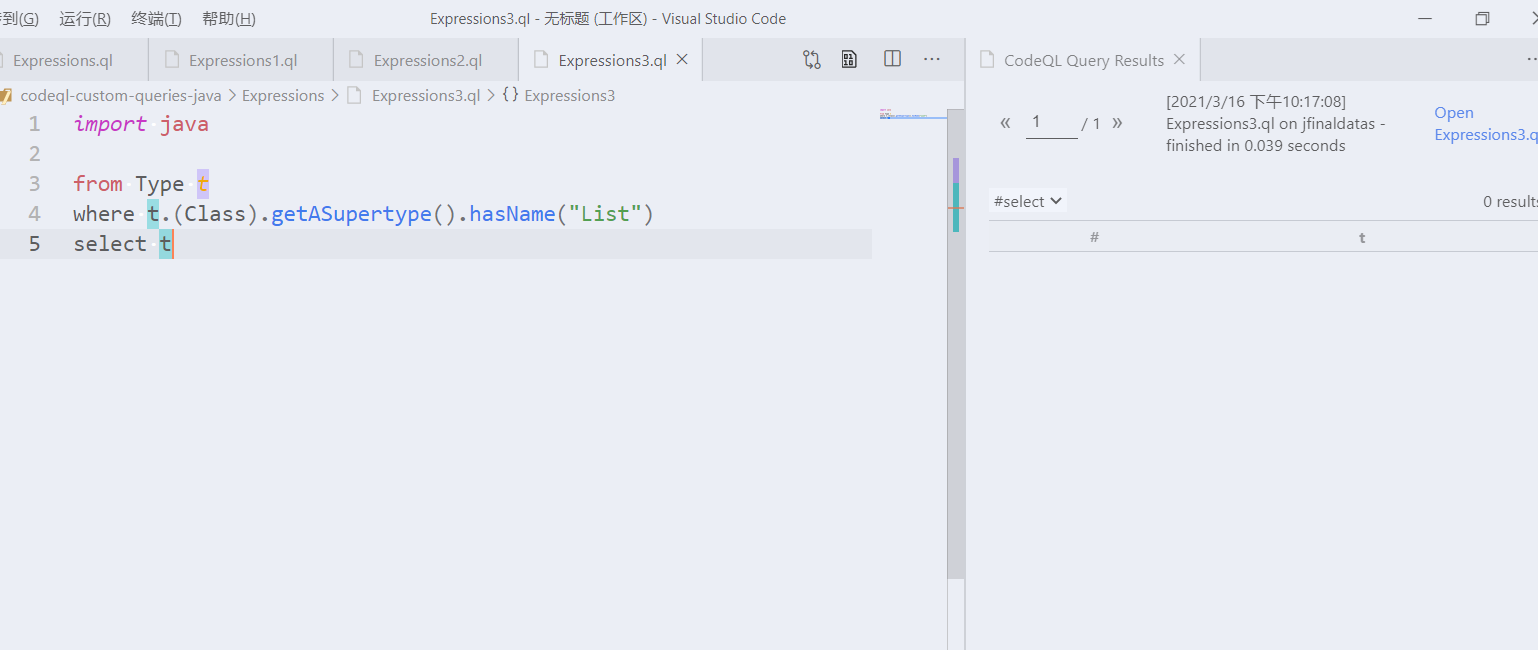 到(G) 运行(R) 终端(T) 帮助(H) Expressions3.ql - 无标题 (工作区) - Visual Studio Code
Expressions.ql Expressions1.ql Expressions2.ql Expressions3.ql
codeql-custom-queries-java > Expressions > Expressions3.ql > {} Expressions3
1 import java
2
3 from Type t
4 where t.(Class).getASupertype().hasName("List")
5 select t
CodeQL Query Results
« 1 / 1 »
[2021/3/16 下午10:17:08]
Expressions3.ql on jfinaldatas -
finished in 0.039 seconds
Open
Expressions3.q
#select 0 results
# t